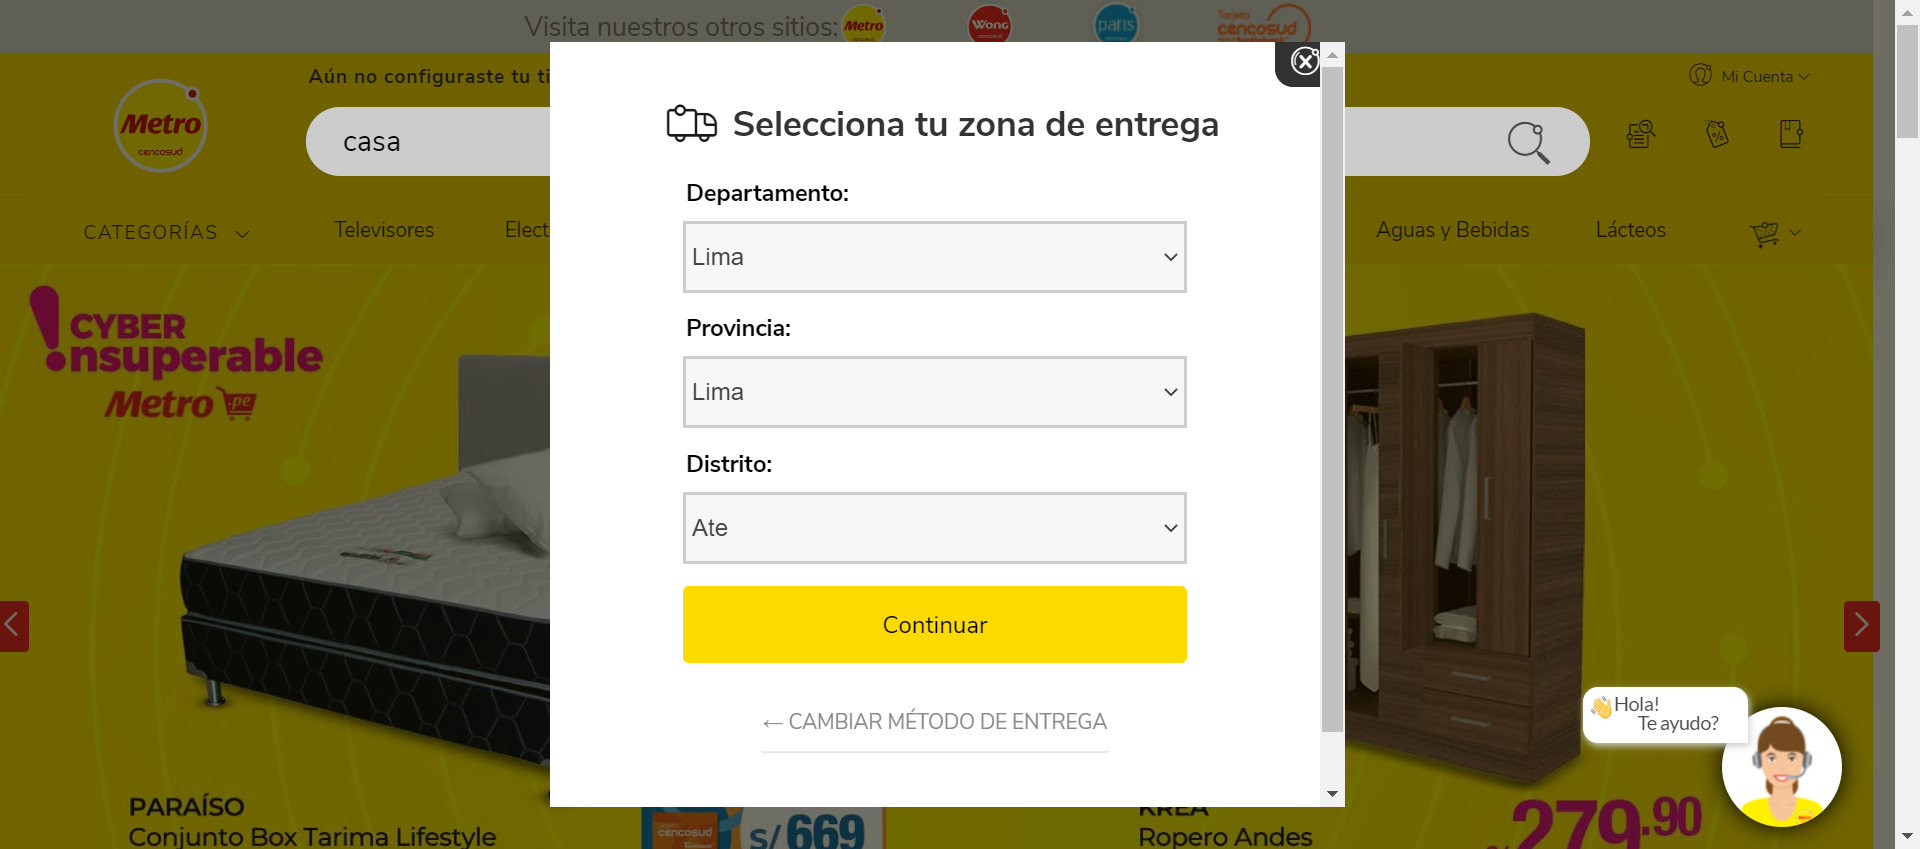 Visita nuestros otros sitios:
Metro
cencosud
Wong
cencosud
paris
cencosud
Tarjeta
cencosud
Aún no configuraste tu ti
Mi Cuenta
Metro
cencosud
casa
CATEGORÍAS
Televisores
Elect
Aguas y Bebidas
Lácteos
Selecciona tu zona de entrega
Departamento:
Lima
Provincia:
Lima
Distrito:
Ate
Continuar
← CAMBIAR MÉTODO DE ENTREGA
CYBER
!nsuperable
Metro.pe
PARAÍSO
Conjunto Box Tarima Lifestyle
cencosud
S/669
KREA
Ropero Andes
279.90
👋Hola!
Te ayudo?